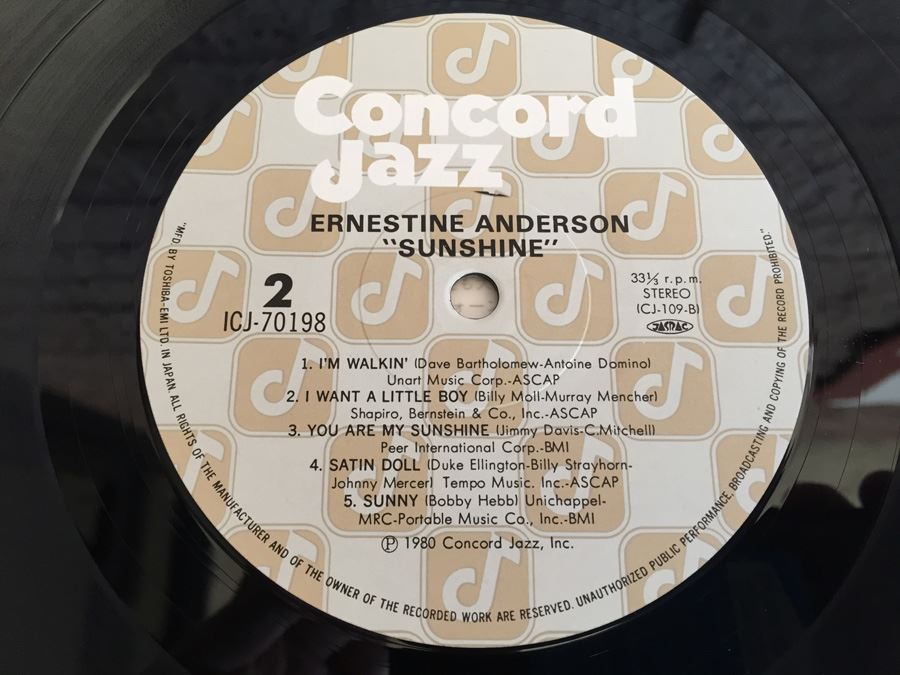 Concord
Jazz
ERNESTINE ANDERSON
"SUNSHINE"
2
ICJ-70198
33⅓ r.p.m.
STEREO
(CJ-109-B)
JASRAC
1. I'M WALKIN' (Dave Bartholomew-Antoine Domino)
Unart Music Corp.-ASCAP
2. I WANT A LITTLE BOY (Billy Moll-Murray Mencher)
Shapiro, Bernstein & Co., Inc.-ASCAP
3. YOU ARE MY SUNSHINE (Jimmy Davis-C.Mitchell)
Peer International Corp.-BMI
4. SATIN DOLL (Duke Ellington-Billy Strayhorn-
Johnny Mercer) Tempo Music. Inc.-ASCAP
5. SUNNY (Bobby Hebb) Unichappel-
MRC-Portable Music Co., Inc.-BMI
℗ 1980 Concord Jazz, Inc.
"MFD. BY TOSHIBA-EMI LTD. IN JAPAN. ALL RIGHTS OF THE MANUFACTURER AND OF THE OWNER OF THE RECORDED WORK ARE RESERVED. UNAUTHORIZED PUBLIC PERFORMANCE, BROADCASTING AND COPYING OF THE RECORD PROHIBITED."